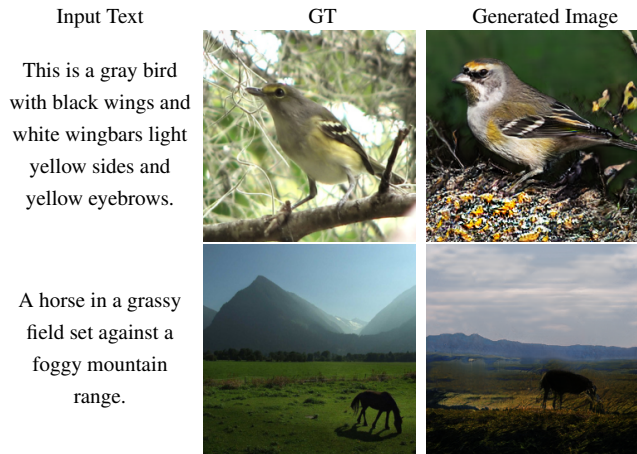 Input Text GT Generated Image
This is a gray bird
with black wings and
white wingbars light
yellow sides and
yellow eyebrows.
A horse in a grassy
field set against a
foggy mountain
range.